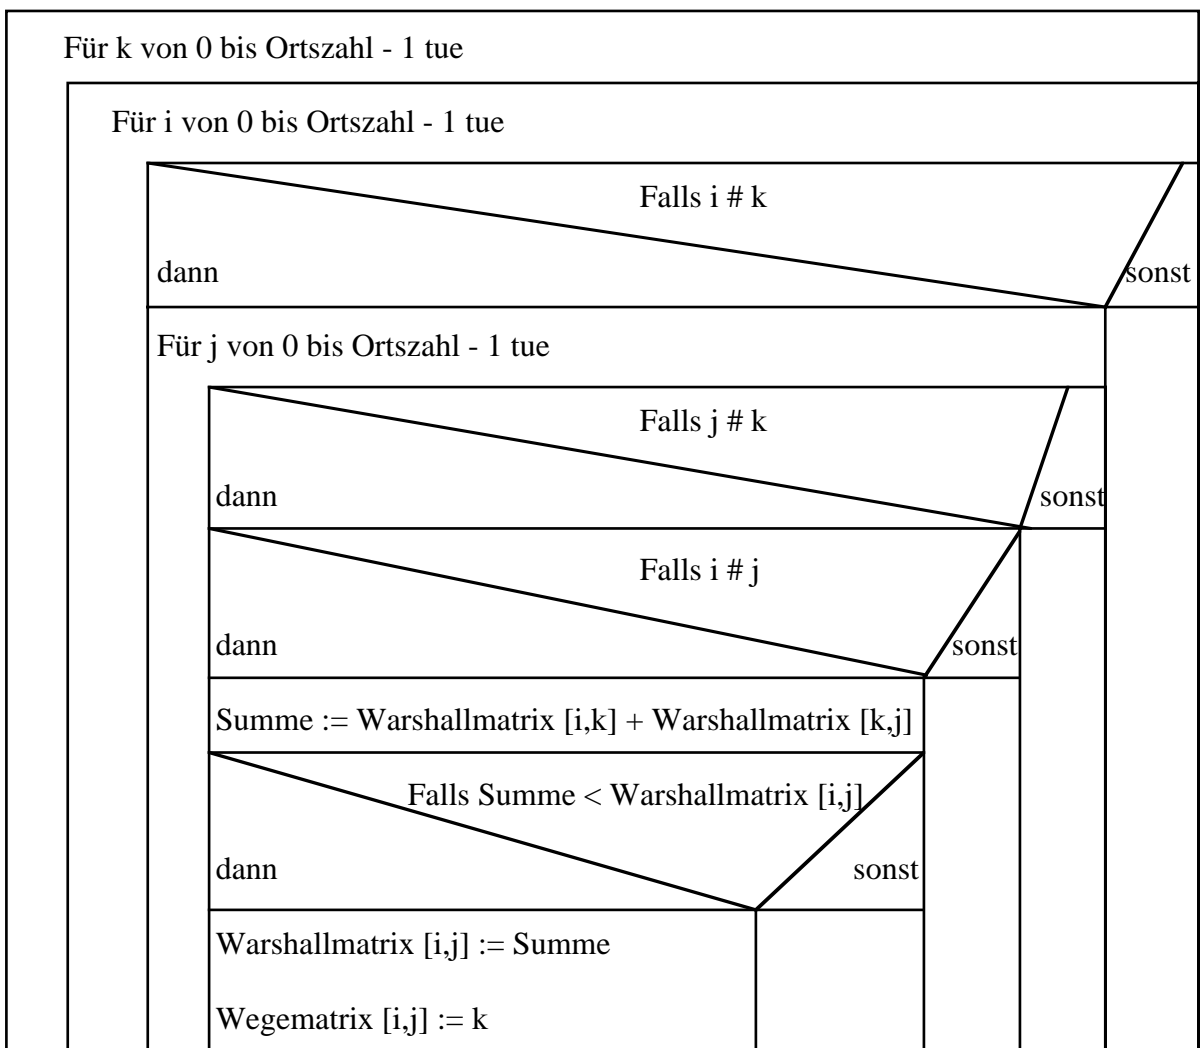 Für k von 0 bis Ortszahl - 1 tue
Für i von 0 bis Ortszahl - 1 tue
Falls i # k
dann sonst
Für j von 0 bis Ortszahl - 1 tue
Falls j # k
dann sonst
Falls i # j
dann sonst
Summe := Warshallmatrix [i,k] + Warshallmatrix [k,j]
Falls Summe < Warshallmatrix [i,j]
dann sonst
Warshallmatrix [i,j] := Summe
Wegematrix [i,j] := k